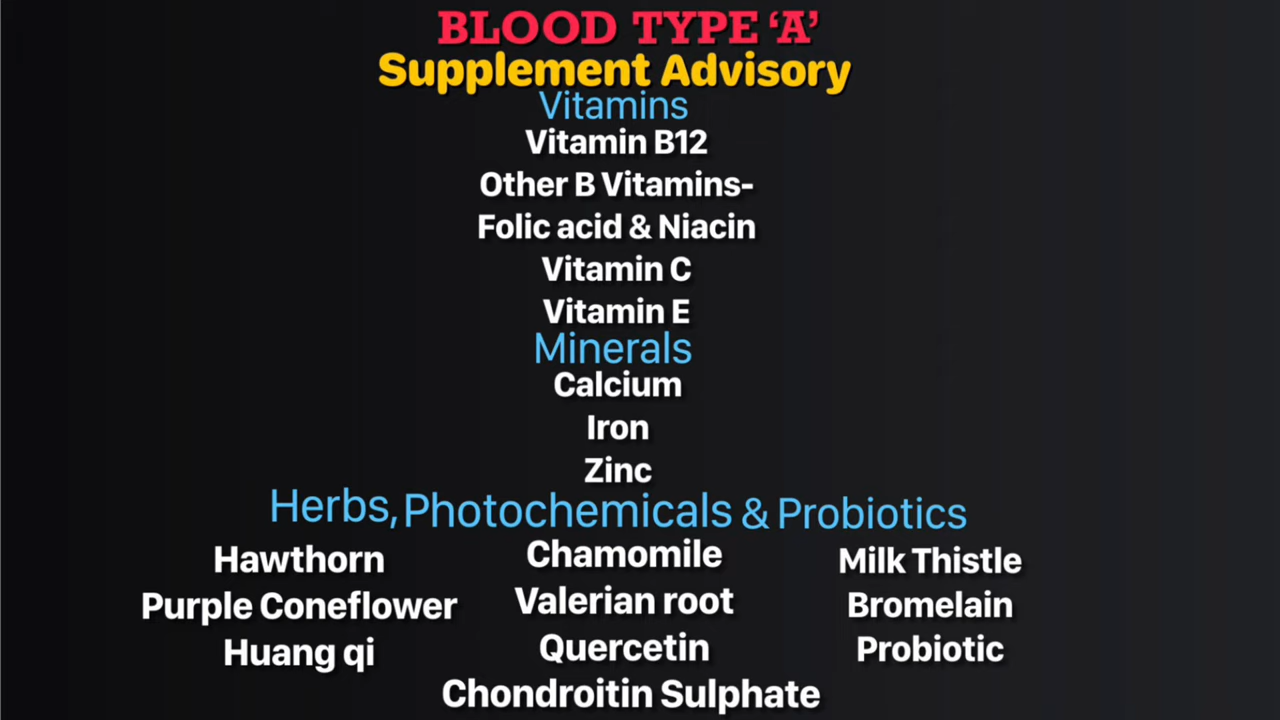 BLOOD TYPE ‘A’
Supplement Advisory
Vitamins
Vitamin B12
Other B Vitamins-
Folic acid & Niacin
Vitamin C
Vitamin E
Minerals
Calcium
Iron
Zinc
Herbs, Photochemicals & Probiotics
Hawthorn
Purple Coneflower
Huang qi
Chamomile
Valerian root
Quercetin
Chondroitin Sulphate
Milk Thistle
Bromelain
Probiotic